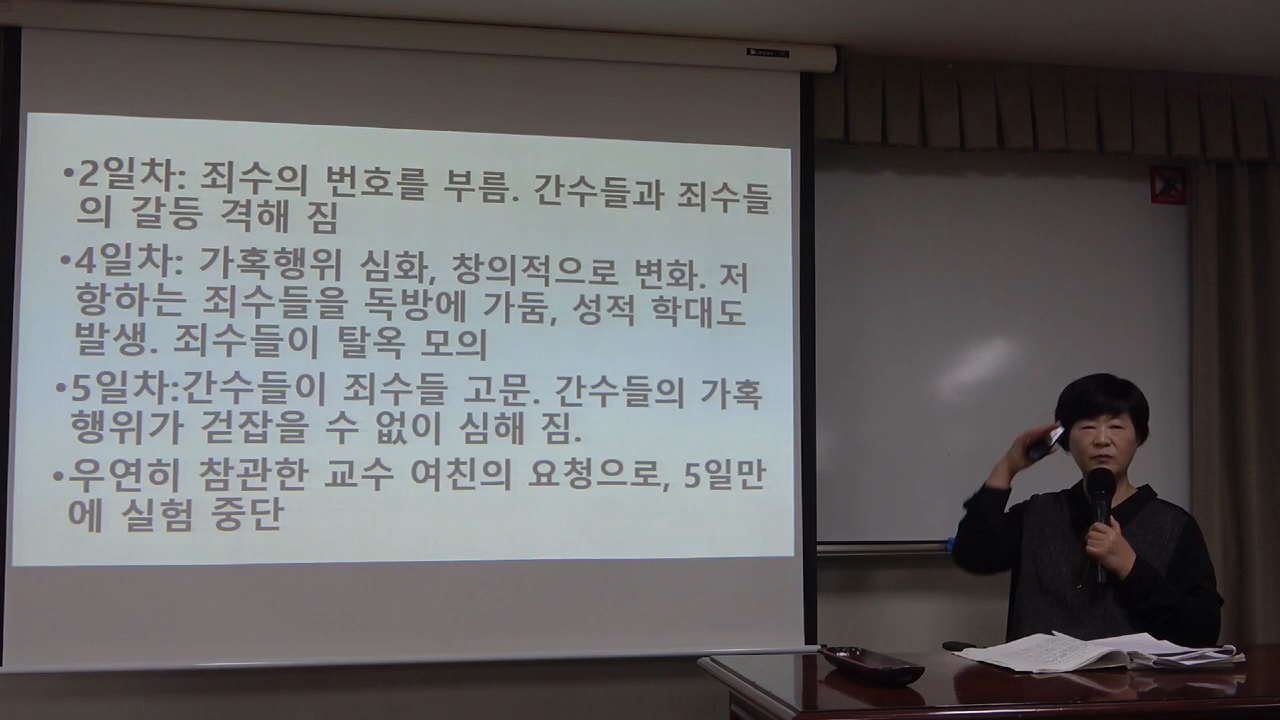 •2일차: 죄수의 번호를 부름. 간수들과 죄수들
의 갈등 격해 짐
•4일차: 가혹행위 심화, 창의적으로 변화. 저
항하는 죄수들을 독방에 가둠, 성적 학대도
발생. 죄수들이 탈옥 모의
•5일차:간수들이 죄수들 고문. 간수들의 가혹
행위가 걷잡을 수 없이 심해 짐.
•우연히 참관한 교수 여친의 요청으로, 5일만
에 실험 중단